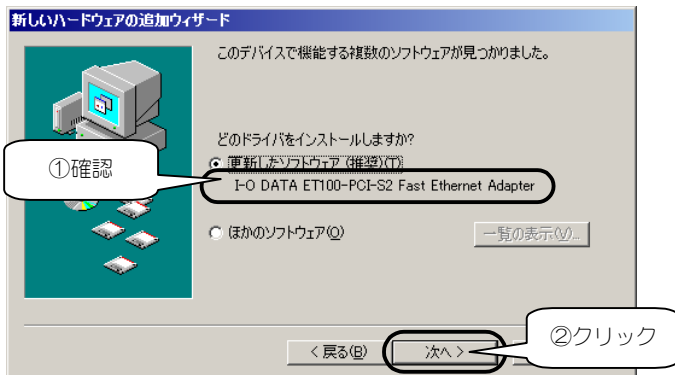 新しいハードウェアの追加ウィザード
このデバイスで機能する複数のソフトウェアが見つかりました。
どのドライバをインストールしますか?
①確認
更新したソフトウェア (推奨)(T)
I-O DATA ET100-PCI-S2 Fast Ethernet Adapter
ほかのソフトウェア(O)
一覧の表示(V)...
②クリック
< 戻る(B)
次へ >